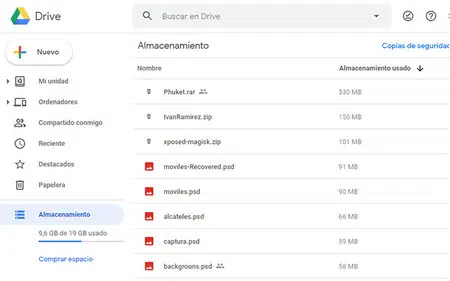 Drive
Buscar en Drive
Nuevo
Mi unidad
Ordenadores
Compartido conmigo
Reciente
Destacados
Papelera
Almacenamiento
9,6 GB de 19 GB usado
Comprar espacio
Almacenamiento
Copias de seguridad
Nombre
Almacenamiento usado
Phuket.rar
530 MB
IvanRamirez.zip
150 MB
xposed-magisk.zip
101 MB
moviles-Recovered.psd
91 MB
moviles.psd
90 MB
alcateles.psd
66 MB
captura.psd
59 MB
backgrouns.psd
58 MB